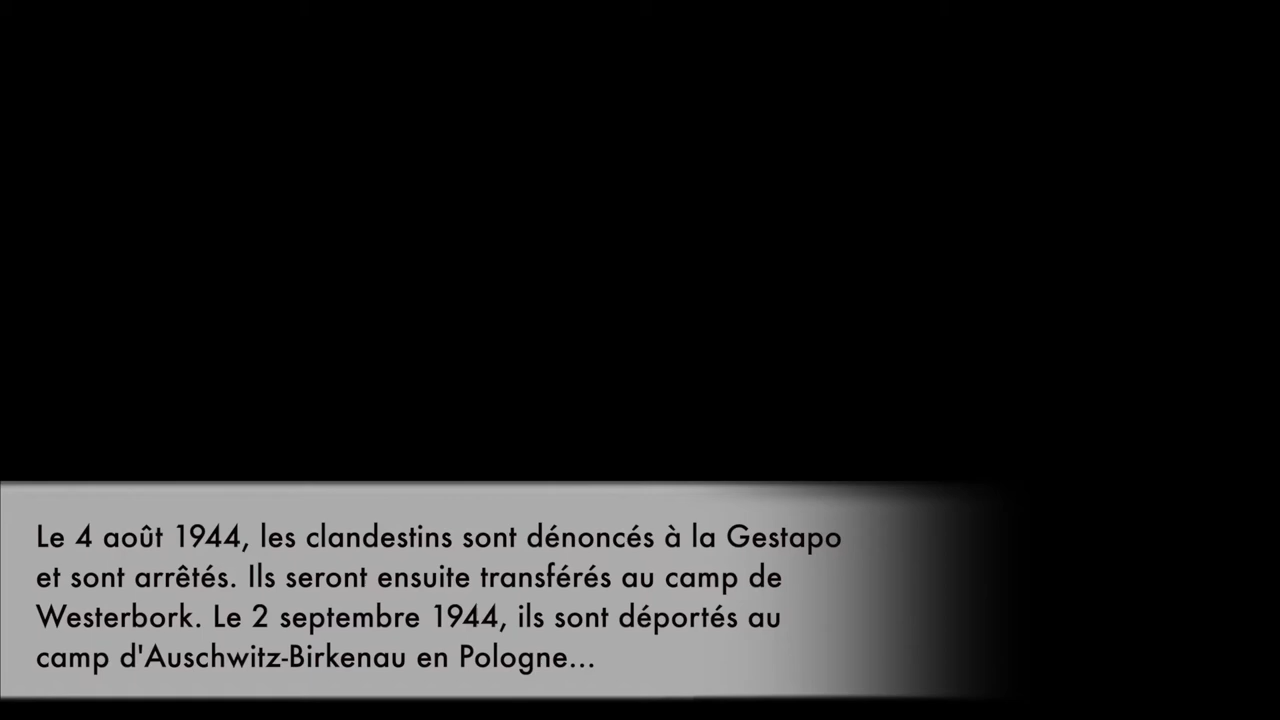 Le 4 août 1944, les clandestins sont dénoncés à la Gestapo
et sont arrêtés. Ils seront ensuite transférés au camp de
Westerbork. Le 2 septembre 1944, ils sont déportés au
camp d'Auschwitz-Birkenau en Pologne...